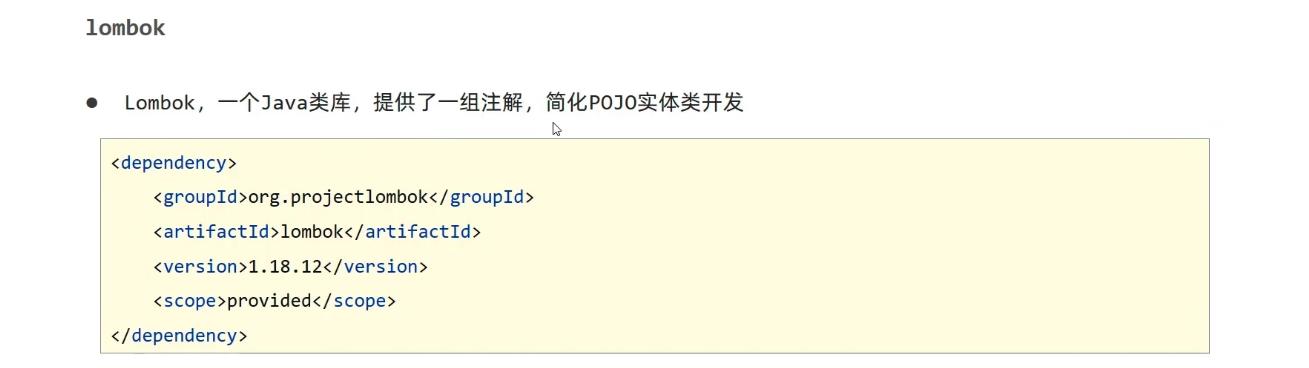 lombok
● Lombok，一个Java类库，提供了一组注解，简化POJO实体类开发
<dependency>
    <groupId>org.projectlombok</groupId>
    <artifactId>lombok</artifactId>
    <version>1.18.12</version>
    <scope>provided</scope>
</dependency>